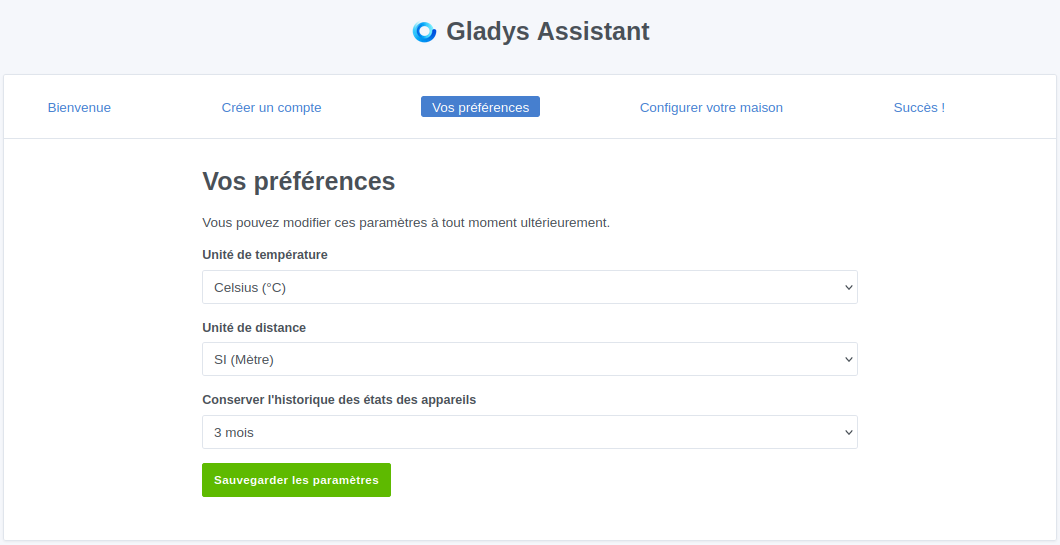 Gladys Assistant
Bienvenue
Créer un compte
Vos préférences
Configurer votre maison
Succès !
Vos préférences
Vous pouvez modifier ces paramètres à tout moment ultérieurement.
Unité de température
Celsius (°C)
Unité de distance
SI (Mètre)
Conserver l'historique des états des appareils
3 mois
Sauvegarder les paramètres